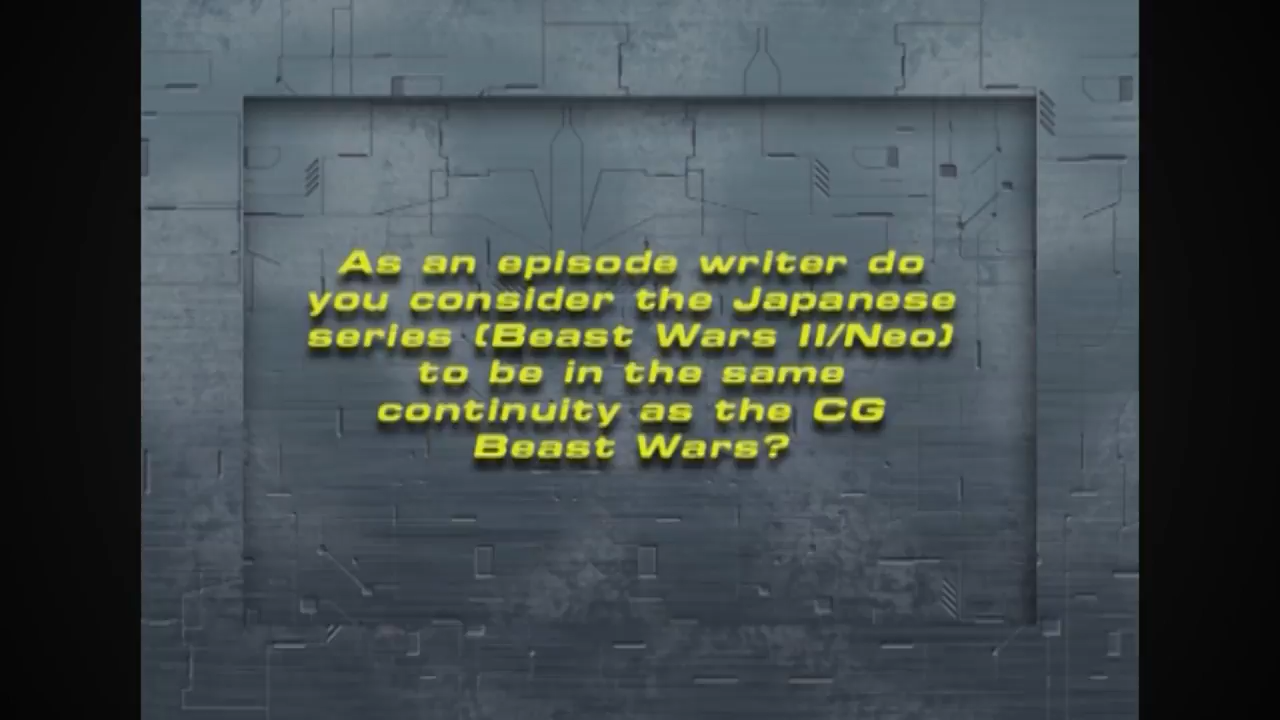 As an episode writer do
you consider the Japanese
series (Beast Wars II/Neo)
to be in the same
continuity as the CG
Beast Wars?